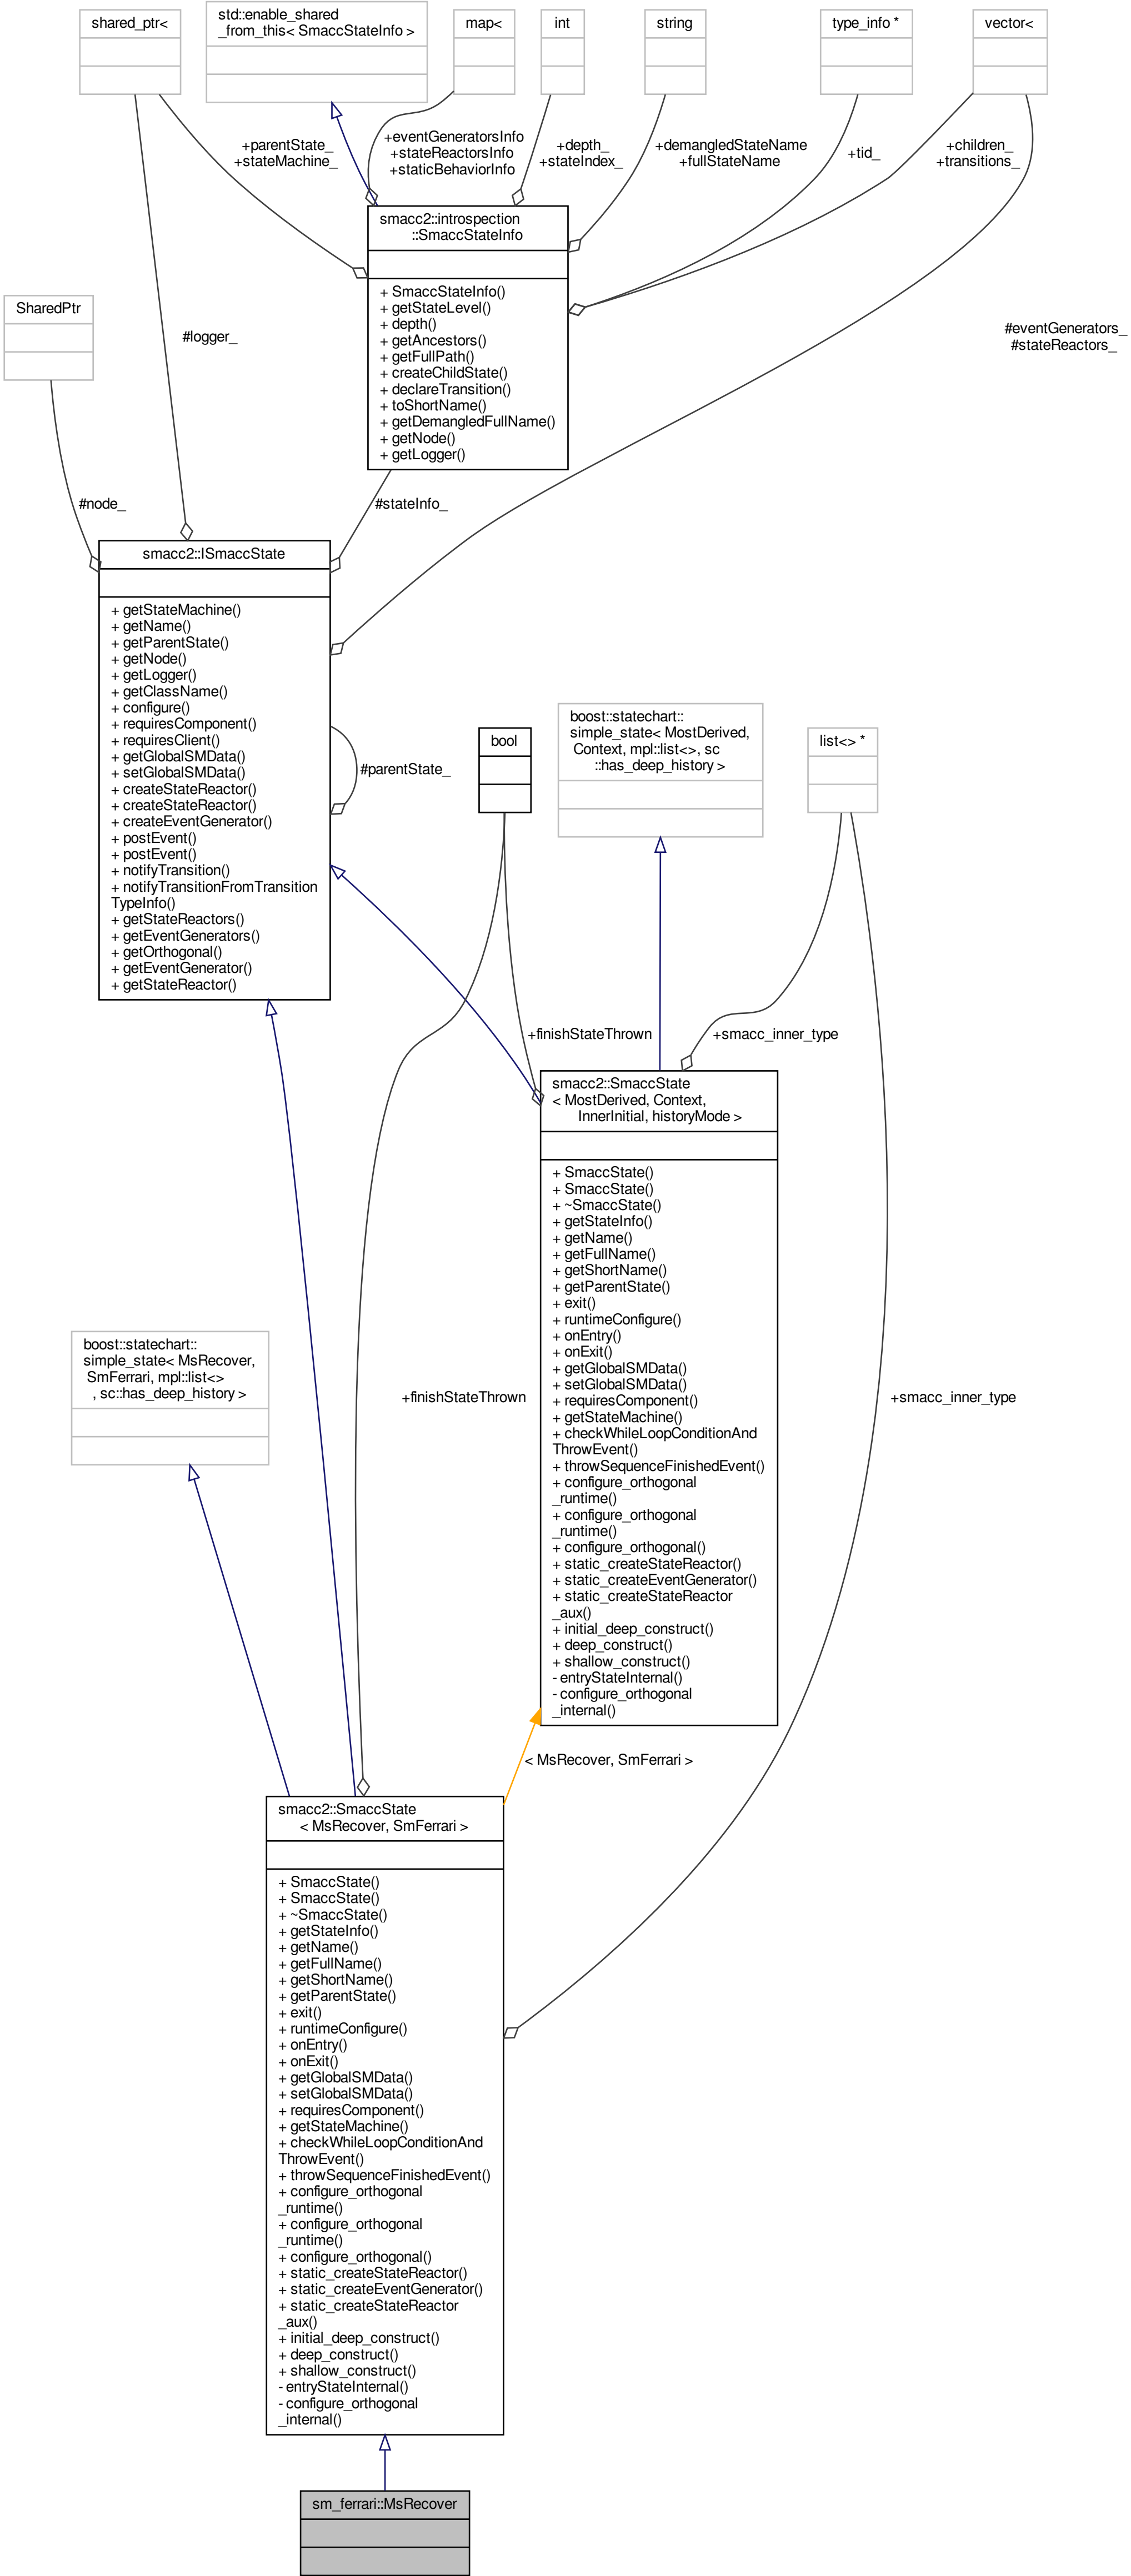 shared_ptr<
std::enable_shared
_from_this< SmaccStateInfo >
map<
int
string
type_info *
vector<
+parentState_
+stateMachine_
+eventGeneratorsInfo
+stateReactorsInfo
+staticBehaviorInfo
+depth_
+stateIndex_
+demangledStateName
+fullStateName
+tid_
+children_
+transitions_
smacc2::introspection
::SmaccStateInfo
+ SmaccStateInfo()
+ getStateLevel()
+ depth()
+ getAncestors()
+ getFullPath()
+ createChildState()
+ declareTransition()
+ toShortName()
+ getDemangledFullName()
+ getNode()
+ getLogger()
SharedPtr
#logger_
#eventGenerators_
#stateReactors_
#node_
#stateInfo_
smacc2::ISmaccState
+ getStateMachine()
+ getName()
+ getParentState()
+ getNode()
+ getLogger()
+ getClassName()
+ configure()
+ requiresComponent()
+ requiresClient()
+ getGlobalSMData()
+ setGlobalSMData()
+ createStateReactor()
+ createStateReactor()
+ createEventGenerator()
+ postEvent()
+ postEvent()
+ notifyTransition()
+ notifyTransitionFromTransition
TypeInfo()
+ getStateReactors()
+ getEventGenerators()
+ getOrthogonal()
+ getEventGenerator()
+ getStateReactor()
#parentState_
bool
boost::statechart::
simple_state< MostDerived,
Context, mpl::list<>, sc
::has_deep_history >
list<> *
+finishStateThrown
+smacc_inner_type
smacc2::SmaccState
< MostDerived, Context,
InnerInitial, historyMode >
+ SmaccState()
+ SmaccState()
+ ~SmaccState()
+ getStateInfo()
+ getName()
+ getFullName()
+ getShortName()
+ getParentState()
+ exit()
+ runtimeConfigure()
+ onEntry()
+ onExit()
+ getGlobalSMData()
+ setGlobalSMData()
+ requiresComponent()
+ getStateMachine()
+ checkWhileLoopConditionAnd
ThrowEvent()
+ throwSequenceFinishedEvent()
+ configure_orthogonal
_runtime()
+ configure_orthogonal
_runtime()
+ configure_orthogonal()
+ static_createStateReactor()
+ static_createEventGenerator()
+ static_createStateReactor
_aux()
+ initial_deep_construct()
+ deep_construct()
+ shallow_construct()
- entryStateInternal()
- configure_orthogonal
_internal()
boost::statechart::
simple_state< MsRecover,
SmFerrari, mpl::list<>
, sc::has_deep_history >
+finishStateThrown
+smacc_inner_type
< MsRecover, SmFerrari >
smacc2::SmaccState
< MsRecover, SmFerrari >
+ SmaccState()
+ SmaccState()
+ ~SmaccState()
+ getStateInfo()
+ getName()
+ getFullName()
+ getShortName()
+ getParentState()
+ exit()
+ runtimeConfigure()
+ onEntry()
+ onExit()
+ getGlobalSMData()
+ setGlobalSMData()
+ requiresComponent()
+ getStateMachine()
+ checkWhileLoopConditionAnd
ThrowEvent()
+ throwSequenceFinishedEvent()
+ configure_orthogonal
_runtime()
+ configure_orthogonal
_runtime()
+ configure_orthogonal()
+ static_createStateReactor()
+ static_createEventGenerator()
+ static_createStateReactor
_aux()
+ initial_deep_construct()
+ deep_construct()
+ shallow_construct()
- entryStateInternal()
- configure_orthogonal
_internal()
sm_ferrari::MsRecover